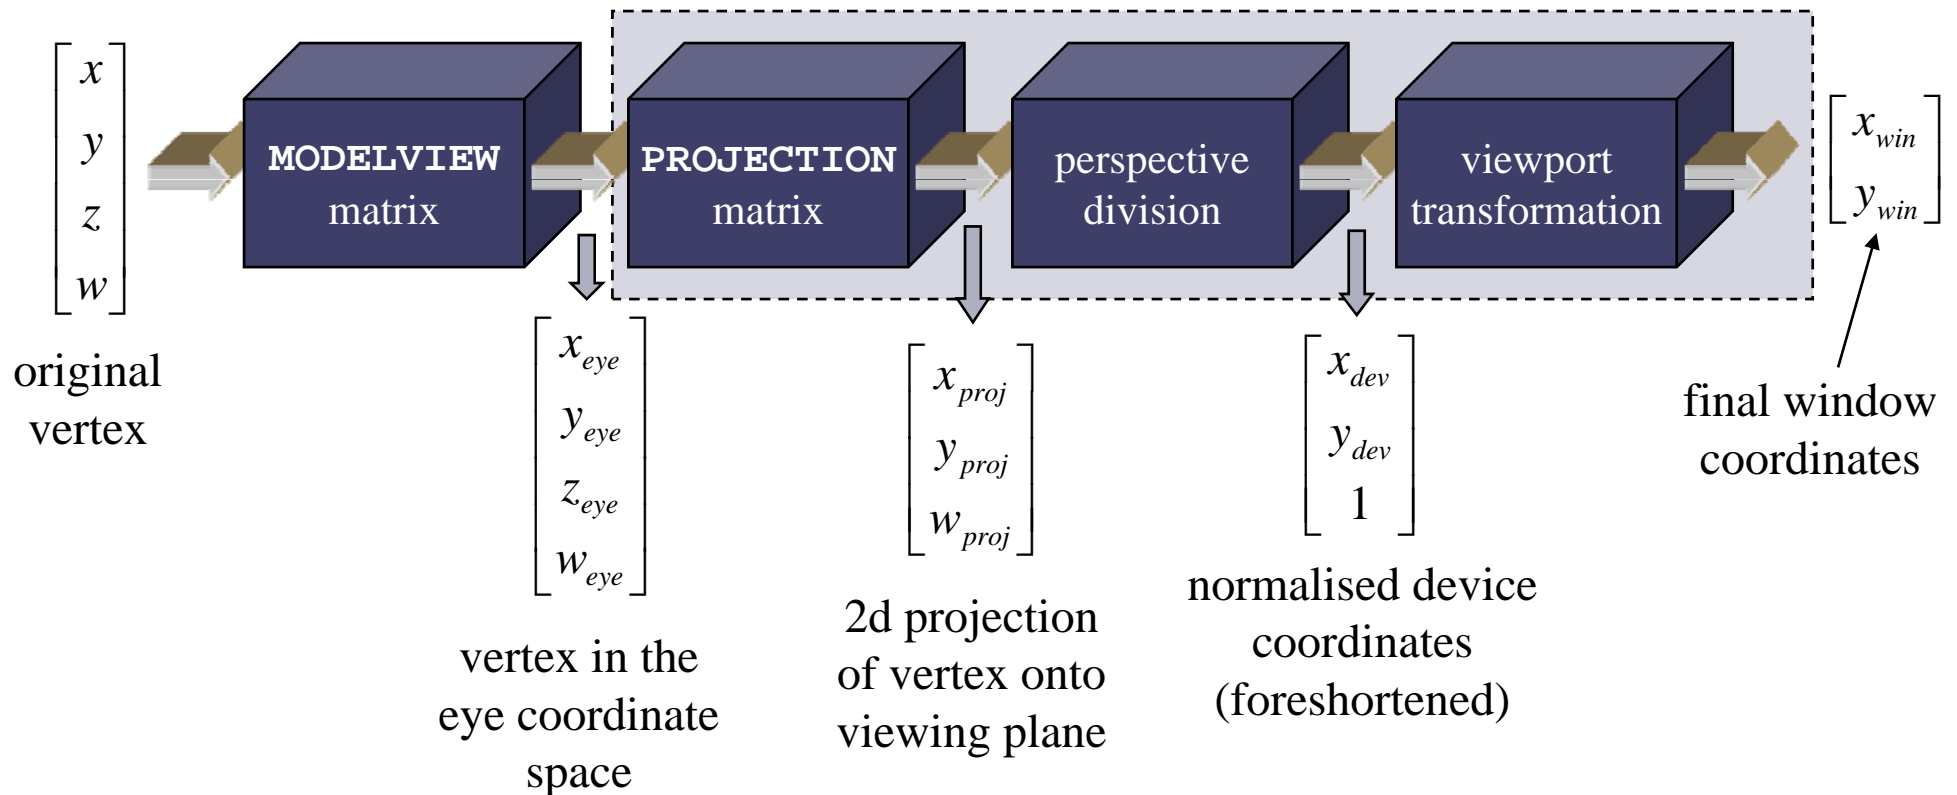 x
y
z
w
original
vertex
MODELVIEW
matrix
PROJECTION
matrix
perspective
division
viewport
transformation
x_win
y_win
final window
coordinates
x_eye
y_eye
z_eye
w_eye
vertex in the
eye coordinate
space
x_proj
y_proj
w_proj
2d projection
of vertex onto
viewing plane
x_dev
y_dev
1
normalised device
coordinates
(foreshortened)